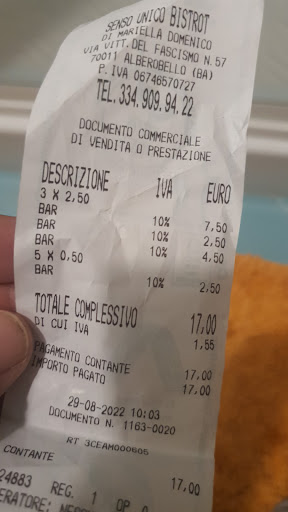 SENSO UNICO BISTROT
DI MARIELLA DOMENICO
VIA VITT. DEL FASCISMO N.57
70011 ALBEROBELLO (BA)
P. IVA 06746570727
TEL. 334.909.94.22
DOCUMENTO COMMERCIALE
DI VENDITA O PRESTAZIONE
DESCRIZIONE IVA EURO
3 X 2,50
BAR 10% 7,50
BAR 10% 2,50
BAR 10% 4,50
5 X 0,50
BAR 10% 2,50
TOTALE COMPLESSIVO 17,00
DI CUI IVA 1,55
PAGAMENTO CONTANTE 17,00
IMPORTO PAGATO 17,00
29-08-2022 10:03
DOCUMENTO N. 1163-0020
RT 3CEAM000605
CONTANTE 17,00
24883 REG. 1 OP